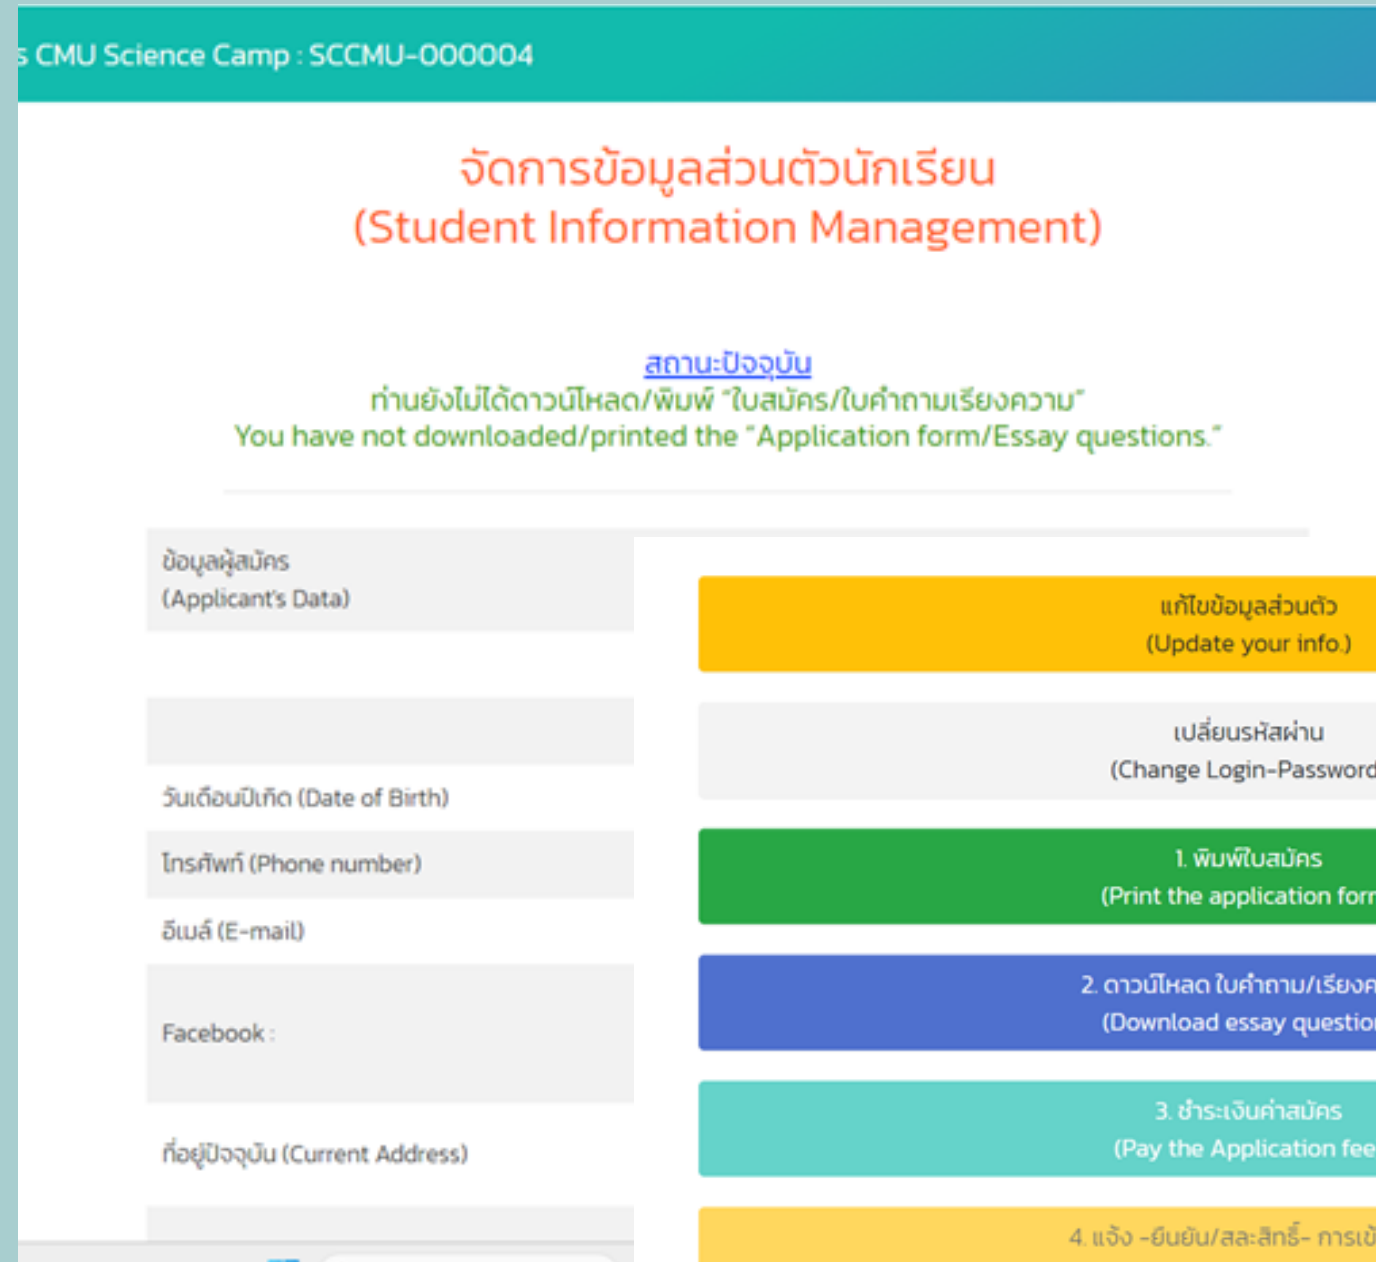 CMU Science Camp : SCCMU-000004
จัดการข้อมูลส่วนตัวนักเรียน
(Student Information Management)
สถานะปัจจุบัน
ท่านยังไม่ได้ดาวน์โหลด/พิมพ์ "ใบสมัคร/ใบคำถามเรียงความ"
You have not downloaded/printed the "Application form/Essay questions."
ข้อมูลผู้สมัคร
(Applicant's Data)
วันเดือนปีเกิด (Date of Birth)
โทรศัพท์ (Phone number)
อีเมล์ (E-mail)
Facebook :
ที่อยู่ปัจจุบัน (Current Address)
แก้ไขข้อมูลส่วนตัว
(Update your info.)
เปลี่ยนรหัสผ่าน
(Change Login-Password
1. พิมพ์ใบสมัคร
(Print the application
2. ดาวน์โหลด ใบคำถาม/
(Download essay
3. ชำระเงินค่าสมัคร
(Pay the Application fee
4. แจ้ง -ยืนยัน/สละสิทธิ์-